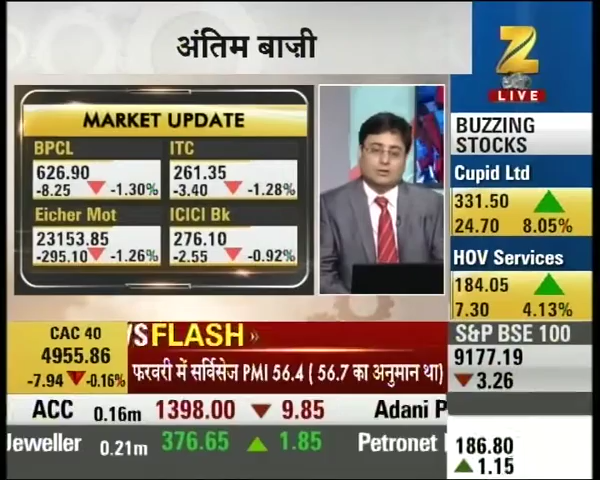 अंतिम बाज़ी
LIVE
MARKET UPDATE
BPCL
626.90
-8.25 -1.30%
ITC
261.35
-3.40 -1.28%
Eicher Mot
23153.85
-295.10 -1.26%
ICICI Bk
276.10
-2.55 -0.92%
BUZZING
STOCKS
Cupid Ltd
331.50
24.70 8.05%
HOV Services
184.05
7.30 4.13%
CAC 40
4955.86
-7.94 -0.16%
FLASH
फरवरी में सर्विसेज PMI 56.4 ( 56.7 का अनुमान था)
S&P BSE 100
9177.19
3.26
ACC 0.16m 1398.00 9.85 Adani P
Jeweller 0.21m 376.65 1.85 Petronet
186.80
1.15